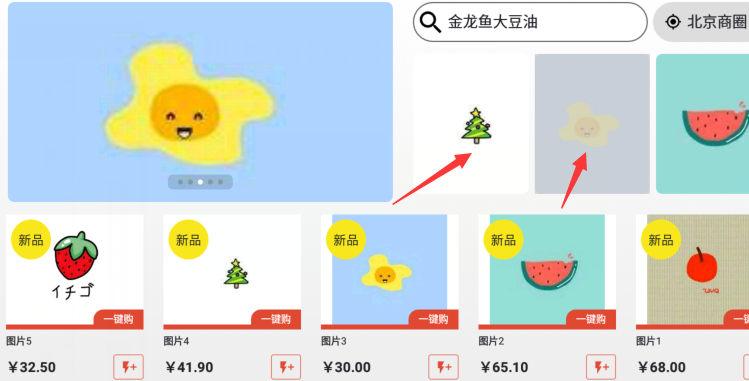 金龙鱼大豆油
北京商圈
新品
イチゴ
一键购
图片5
￥32.50
新品
一键购
图片4
￥41.90
新品
一键购
图片3
￥30.00
新品
一键购
图片2
￥65.10
新品
图片1
￥68.00